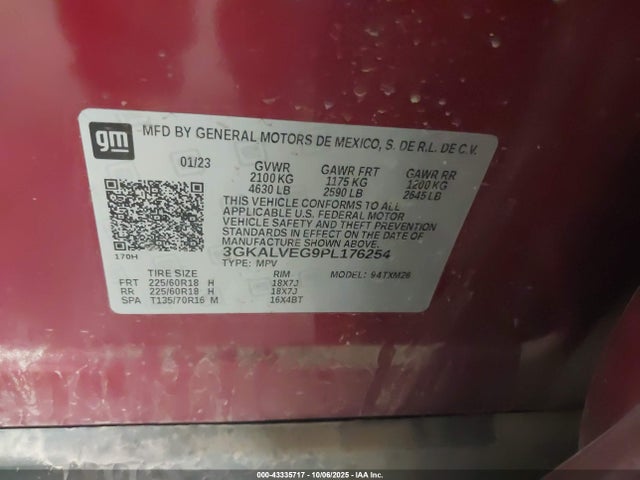 gm
MFD BY GENERAL MOTORS DE MEXICO, S. DE R.L. DE C.V.
01/23 GVWR GAWR FRT GAWR RR
2100 KG 1175 KG 1200 KG
4630 LB 2590 LB 2645 LB
THIS VEHICLE CONFORMS TO ALL
APPLICABLE U.S. FEDERAL MOTOR
VEHICLE SAFETY AND THEFT PREVENTION
STANDARDS IN EFFECT ON THE DATE OF
MANUFACTURE SHOWN ABOVE.
3GKALVEG9PL176254
170H
TYPE: MPV MODEL: 94TXM26
TIRE SIZE RIM
FRT 225/60R18 H 18X7J
RR 225/60R18 H 18X7J
SPA T135/70R16 M 16X4BT
000-43335717 | 10/06/2025 | IAA Inc.